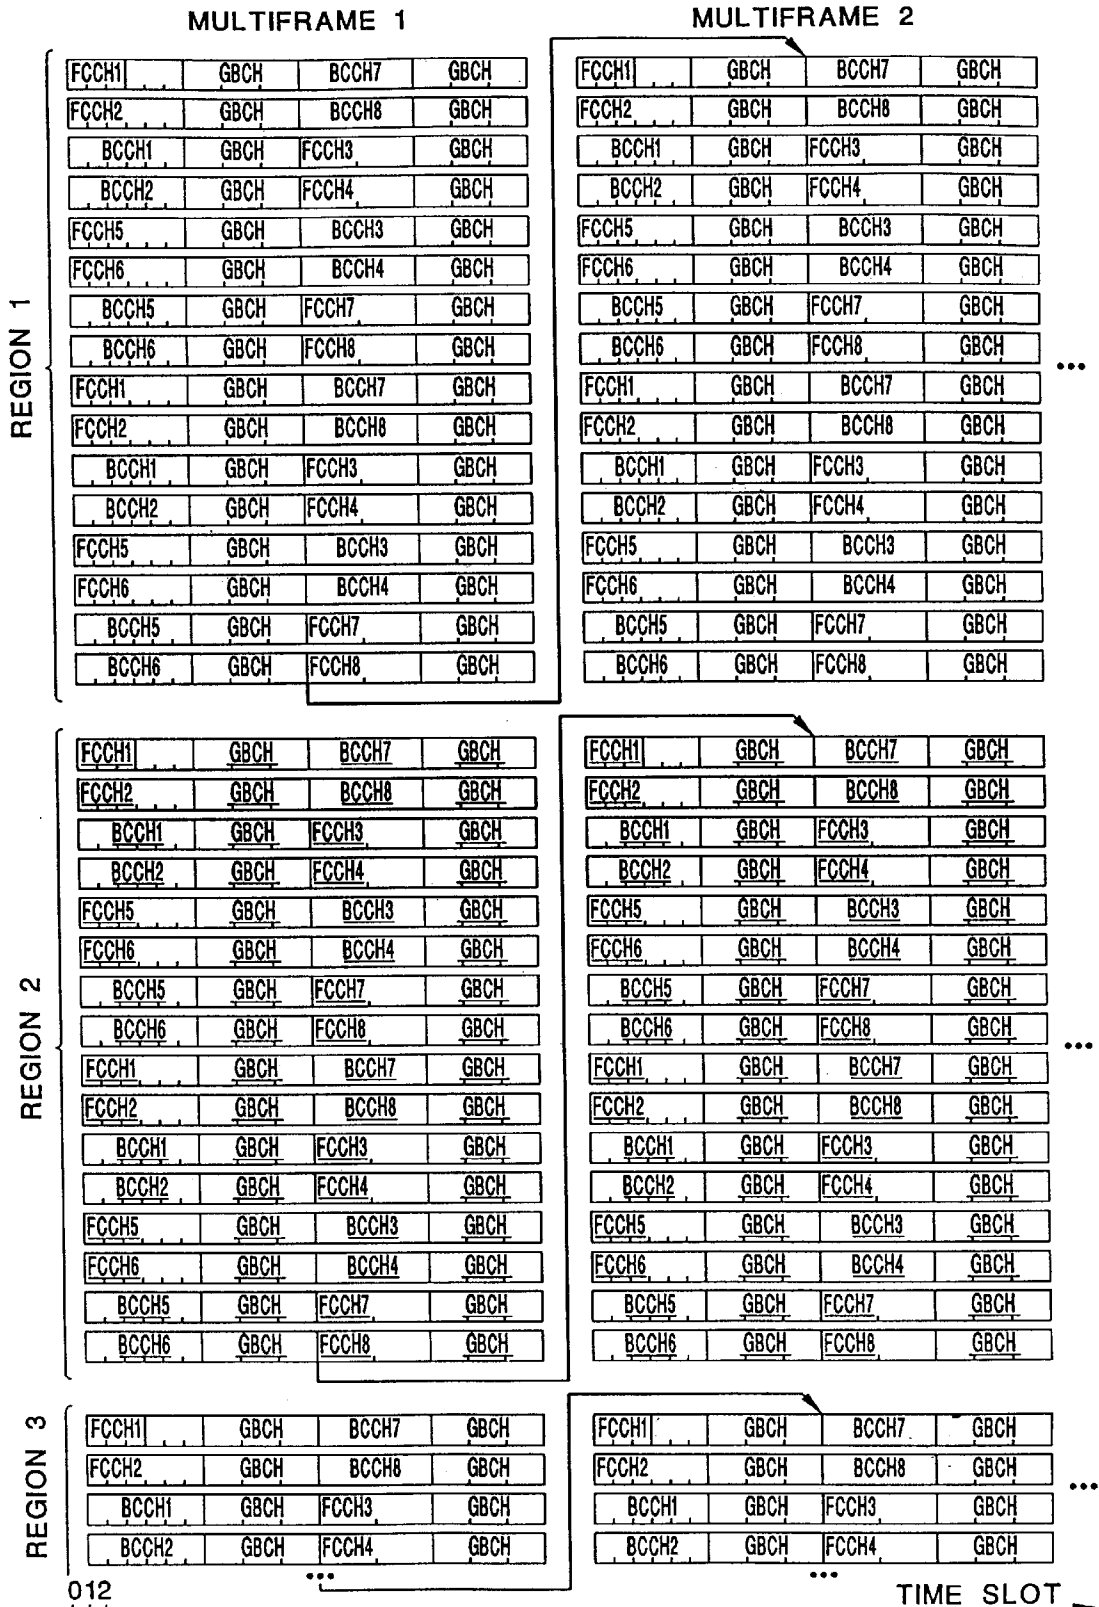 MULTIFRAME 1 MULTIFRAME 2
REGION 1
FCCH1 GBCH BCCH7 GBCH FCCH1 GBCH BCCH7 GBCH
FCCH2 GBCH BCCH8 GBCH FCCH2 GBCH BCCH8 GBCH
BCCH1 GBCH FCCH3 GBCH BCCH1 GBCH FCCH3 GBCH
BCCH2 GBCH FCCH4 GBCH BCCH2 GBCH FCCH4 GBCH
FCCH5 GBCH BCCH3 GBCH FCCH5 GBCH BCCH3 GBCH
FCCH6 GBCH BCCH4 GBCH FCCH6 GBCH BCCH4 GBCH
BCCH5 GBCH FCCH7 GBCH BCCH5 GBCH FCCH7 GBCH
BCCH6 GBCH FCCH8 GBCH BCCH6 GBCH FCCH8 GBCH ...
FCCH1 GBCH BCCH7 GBCH FCCH1 GBCH BCCH7 GBCH
FCCH2 GBCH BCCH8 GBCH FCCH2 GBCH BCCH8 GBCH
BCCH1 GBCH FCCH3 GBCH BCCH1 GBCH FCCH3 GBCH
BCCH2 GBCH FCCH4 GBCH BCCH2 GBCH FCCH4 GBCH
FCCH5 GBCH BCCH3 GBCH FCCH5 GBCH BCCH3 GBCH
FCCH6 GBCH BCCH4 GBCH FCCH6 GBCH BCCH4 GBCH
BCCH5 GBCH FCCH7 GBCH BCCH5 GBCH FCCH7 GBCH
BCCH6 GBCH FCCH8 GBCH BCCH6 GBCH FCCH8 GBCH
REGION 2
FCCH1 GBCH BCCH7 GBCH FCCH1 GBCH BCCH7 GBCH
FCCH2 GBCH BCCH8 GBCH FCCH2 GBCH BCCH8 GBCH
BCCH1 GBCH FCCH3 GBCH BCCH1 GBCH FCCH3 GBCH
BCCH2 GBCH FCCH4 GBCH BCCH2 GBCH FCCH4 GBCH
FCCH5 GBCH BCCH3 GBCH FCCH5 GBCH BCCH3 GBCH
FCCH6 GBCH BCCH4 GBCH FCCH6 GBCH BCCH4 GBCH
BCCH5 GBCH FCCH7 GBCH BCCH5 GBCH FCCH7 GBCH
BCCH6 GBCH FCCH8 GBCH BCCH6 GBCH FCCH8 GBCH ...
FCCH1 GBCH BCCH7 GBCH FCCH1 GBCH BCCH7 GBCH
FCCH2 GBCH BCCH8 GBCH FCCH2 GBCH BCCH8 GBCH
BCCH1 GBCH FCCH3 GBCH BCCH1 GBCH FCCH3 GBCH
BCCH2 GBCH FCCH4 GBCH BCCH2 GBCH FCCH4 GBCH
FCCH5 GBCH BCCH3 GBCH FCCH5 GBCH BCCH3 GBCH
FCCH6 GBCH BCCH4 GBCH FCCH6 GBCH BCCH4 GBCH
BCCH5 GBCH FCCH7 GBCH BCCH5 GBCH FCCH7 GBCH
BCCH6 GBCH FCCH8 GBCH BCCH6 GBCH FCCH8 GBCH
REGION 3
FCCH1 GBCH BCCH7 GBCH FCCH1 GBCH BCCH7 GBCH
FCCH2 GBCH BCCH8 GBCH FCCH2 GBCH BCCH8 GBCH ...
BCCH1 GBCH FCCH3 GBCH BCCH1 GBCH FCCH3 GBCH
BCCH2 GBCH FCCH4 GBCH BCCH2 GBCH FCCH4 GBCH
... ...
012 TIME SLOT